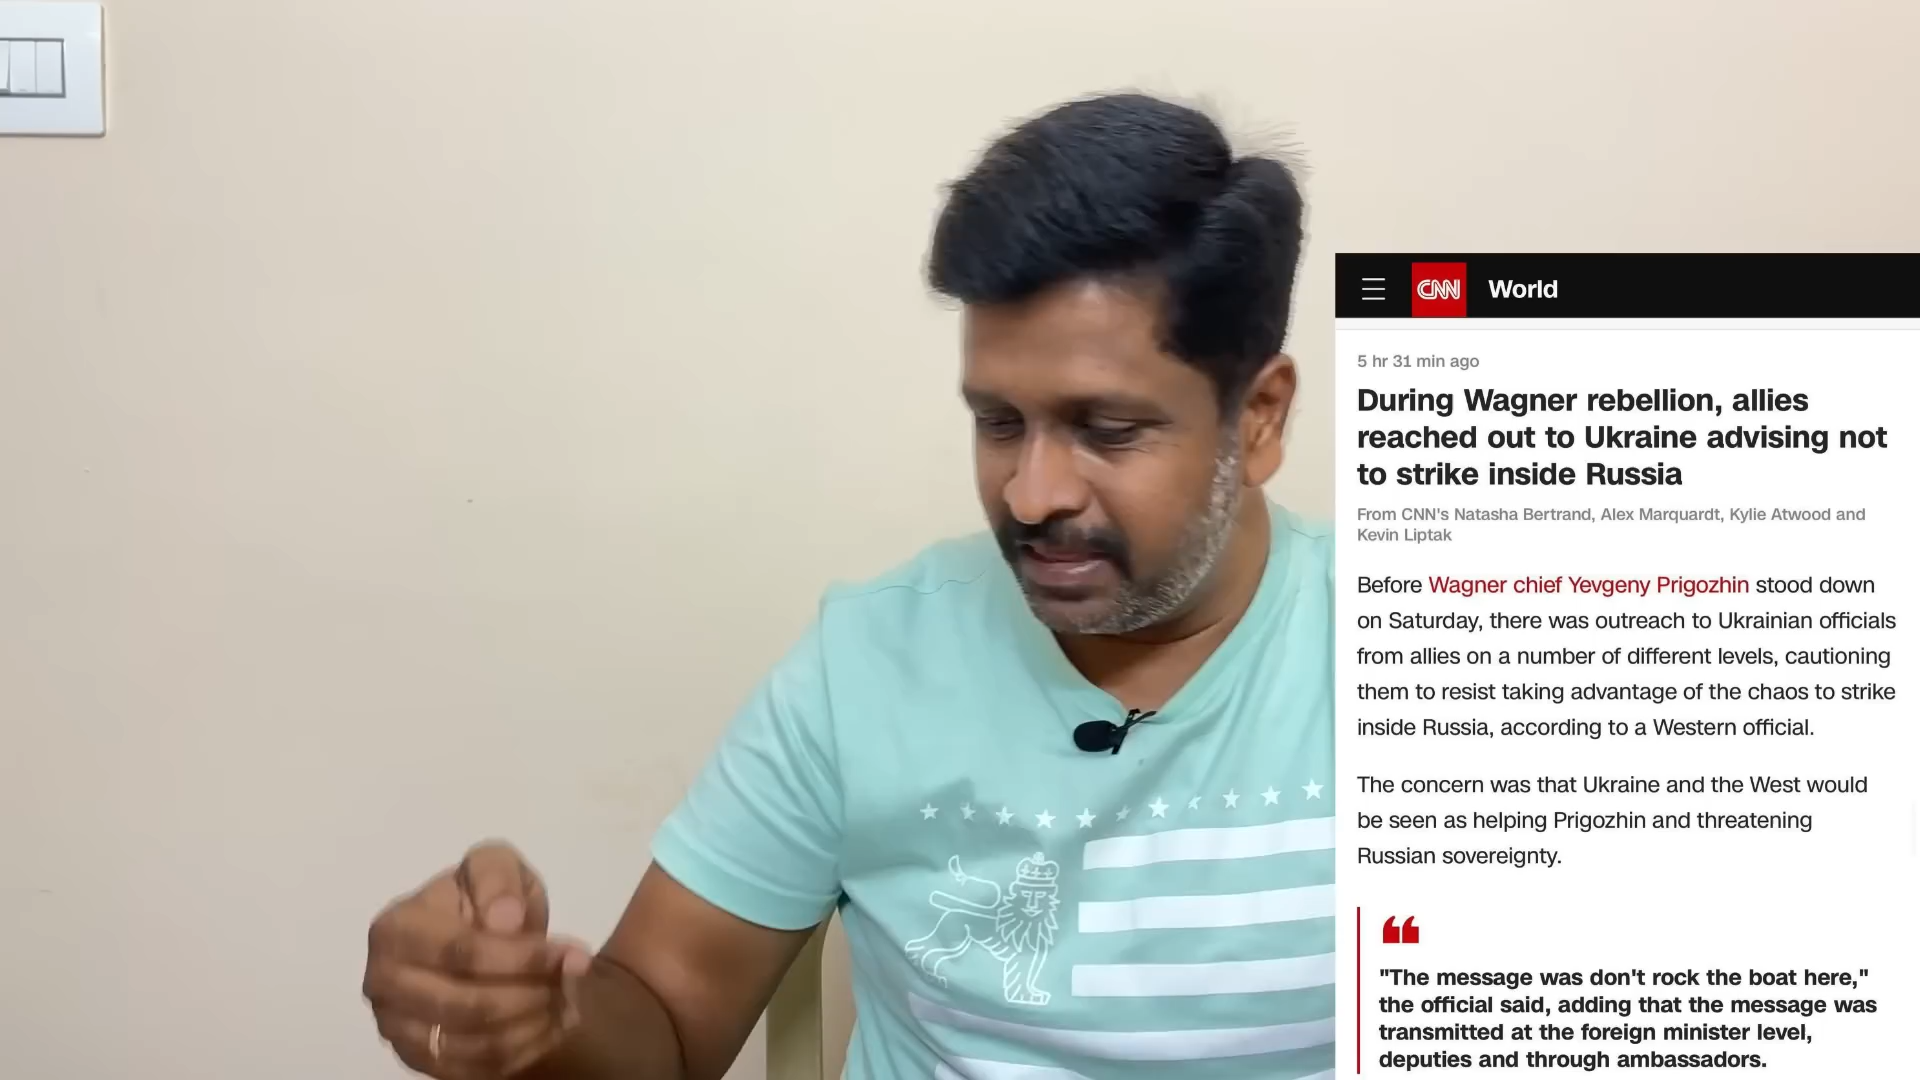 CNN World
5 hr 31 min ago
During Wagner rebellion, allies
reached out to Ukraine advising not
to strike inside Russia
From CNN's Natasha Bertrand, Alex Marquardt, Kylie Atwood and
Kevin Liptak
Before Wagner chief Yevgeny Prigozhin stood down
on Saturday, there was outreach to Ukrainian officials
from allies on a number of different levels, cautioning
them to resist taking advantage of the chaos to strike
inside Russia, according to a Western official.
The concern was that Ukraine and the West would
be seen as helping Prigozhin and threatening
Russian sovereignty.
"The message was don't rock the boat here,"
the official said, adding that the message was
transmitted at the foreign minister level,
deputies and through ambassadors.